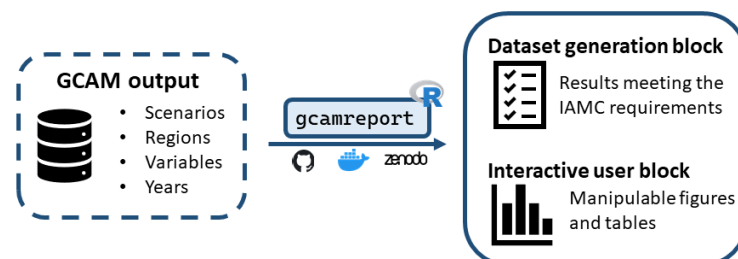 GCAM output
• Scenarios
• Regions
• Variables
• Years
R
gcamreport
zenodo
Dataset generation block
Results meeting the
IAMC requirements
Interactive user block
Manipulable figures
and tables